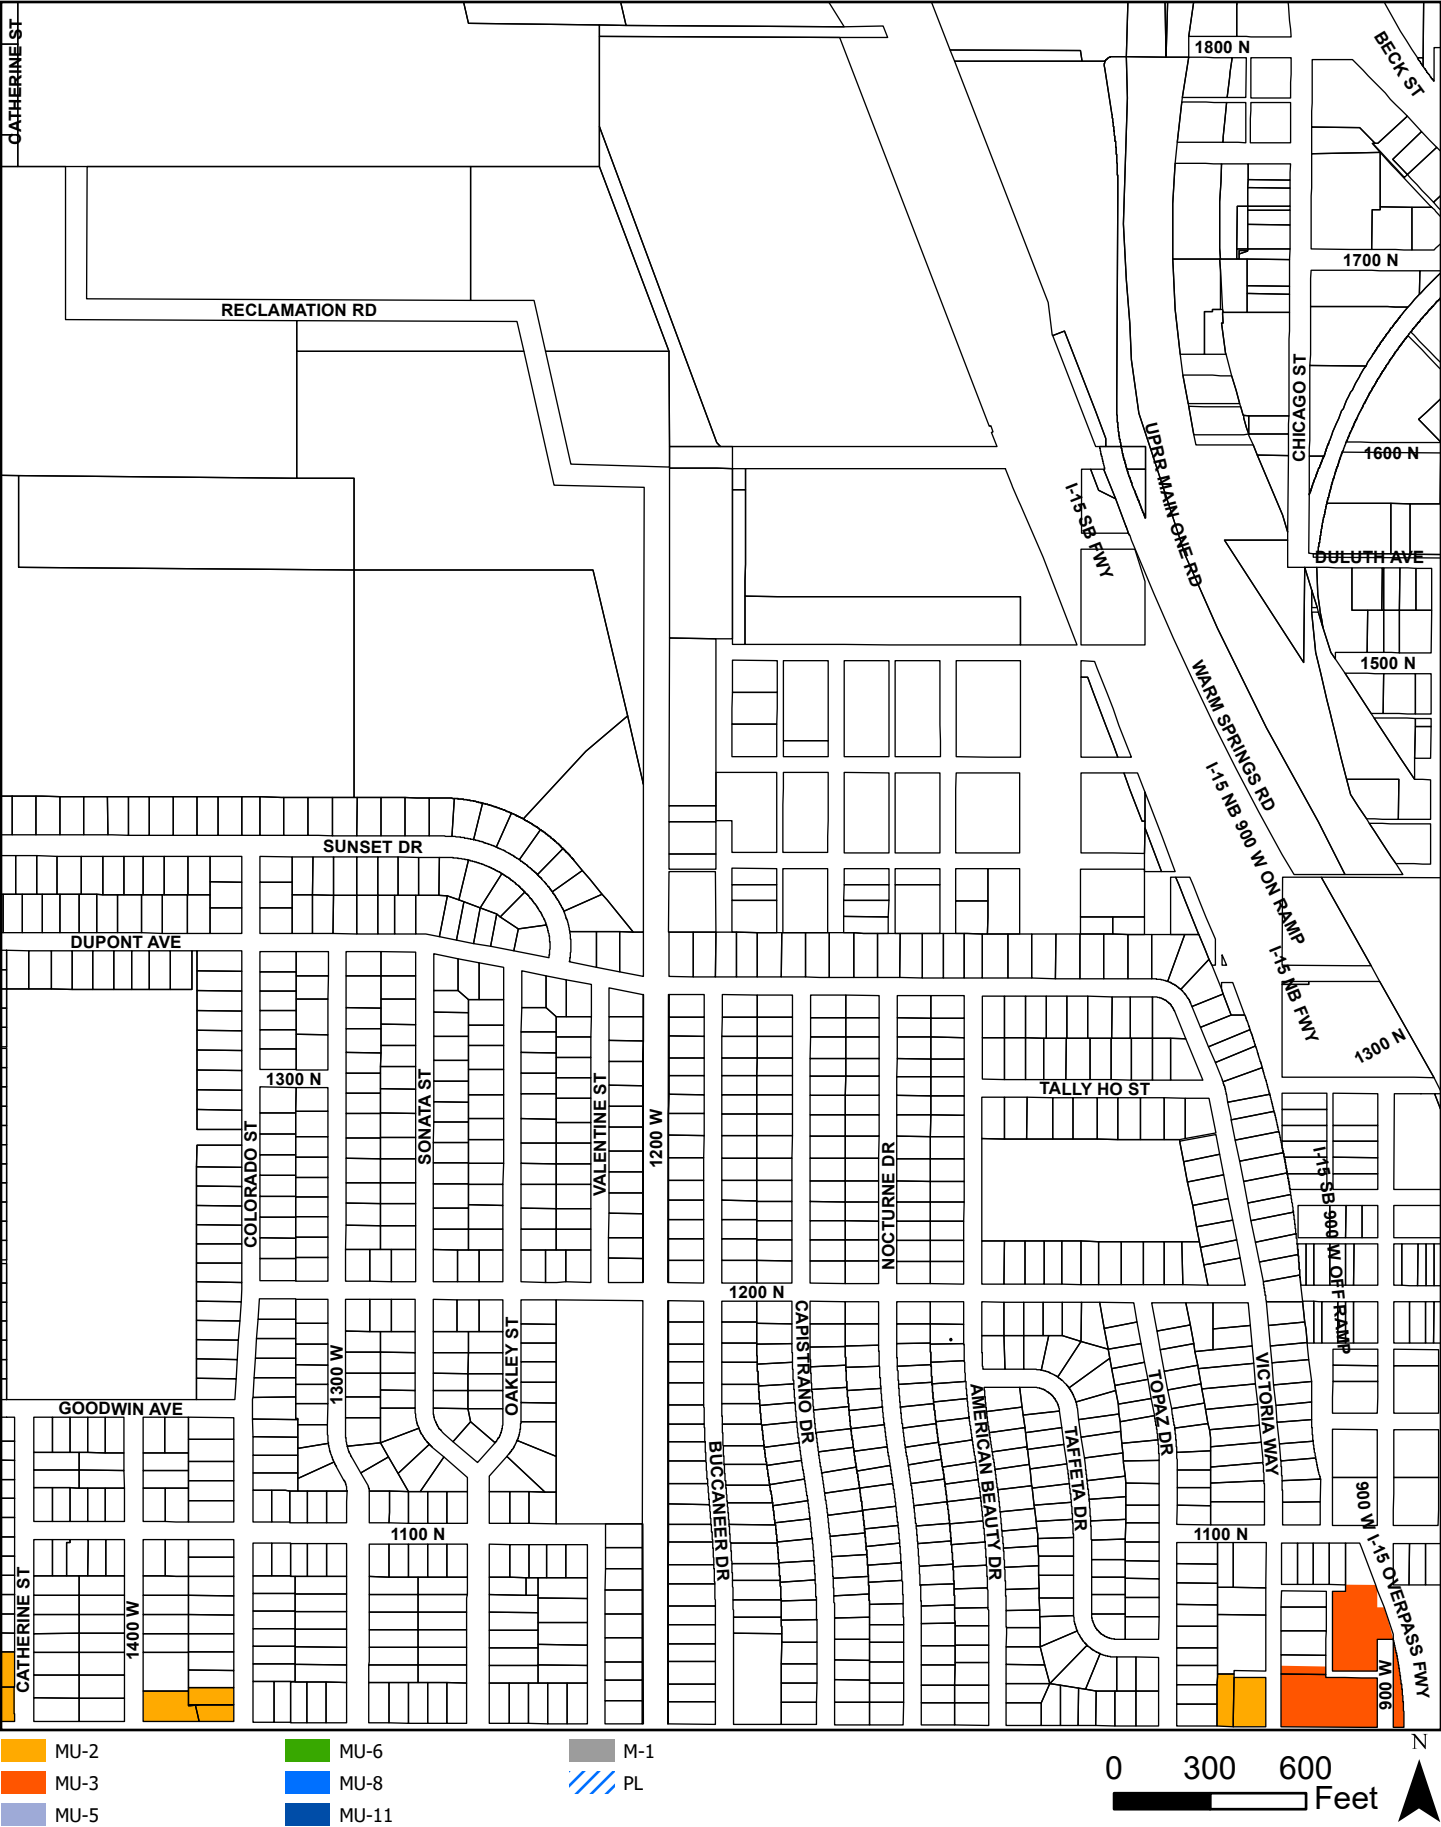 CATHERINE ST
1800 N
BECK ST
1700 N
RECLAMATION RD
CHICAGO ST
1600 N
UPRR MAIN ONE RD
I-15 SB FWY
DULUTH AVE
1500 N
WARM SPRINGS RD
I-15 NB 900 W ON RAMP
SUNSET DR
DUPONT AVE
I-15 NB FWY
1300 N
1300 N
TALLY HO ST
SONATA ST
VALENTINE ST
1200 W
COLORADO ST
NOCTURNE DR
I-15 SB 900 W OFF RAMP
1200 N
CAPISTRANO DR
OAKLEY ST
1300 W
VICTORIA WAY
TOPAZ DR
GOODWIN AVE
AMERICAN BEAUTY DR
TAFFETA DR
BUCCANEER DR
900 W I-15 OVERPASS FWY
1100 N
1100 N
CATHERINE ST
1400 W
900 W
MU-2
MU-3
MU-5
MU-6
MU-8
MU-11
M-1
PL
0 300 600
Feet
N